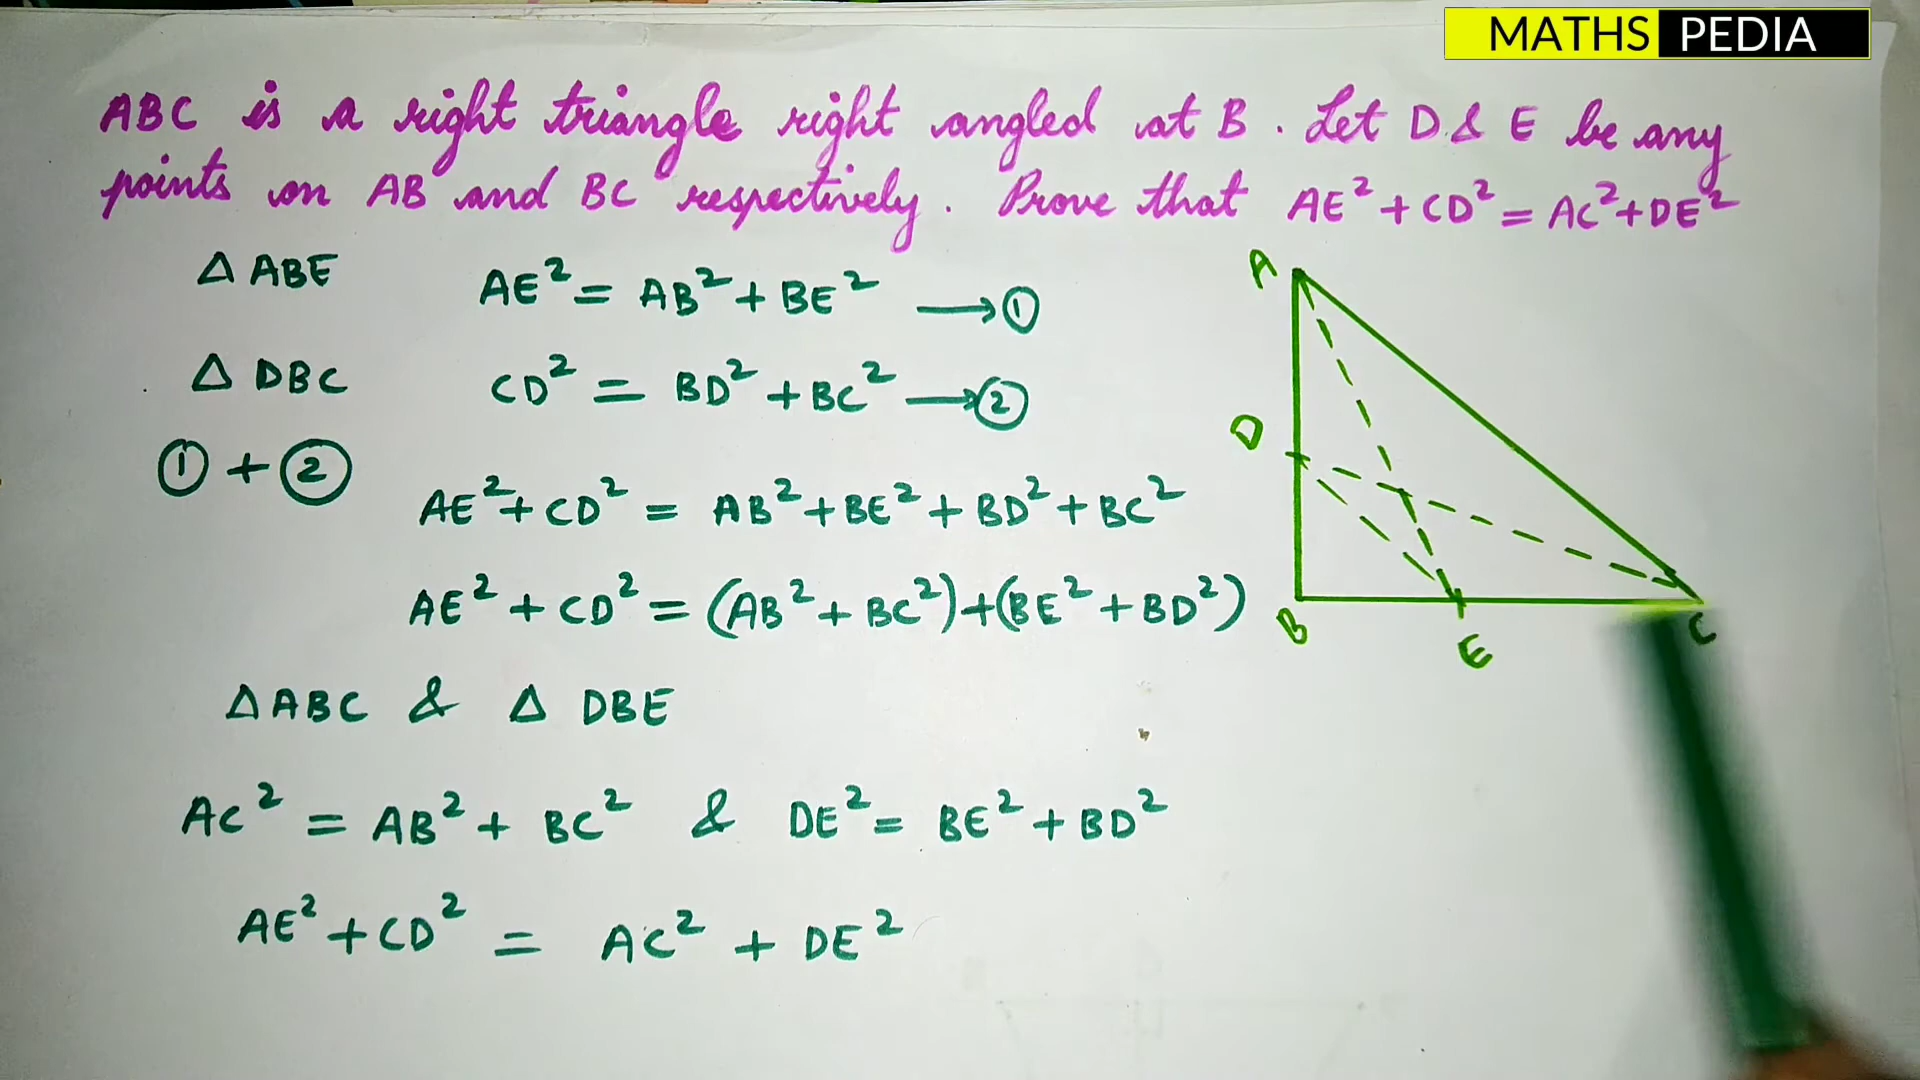 MATHS PEDIA
ABC is a right triangle right angled at B. Let D & E be any
points on AB and BC respectively. Prove that AE² + CD² = AC² + DE²
△ ABE AE² = AB² + BE² ⟶ ①
△ DBC CD² = BD² + BC² ⟶ ②
① + ②
AE² + CD² = AB² + BE² + BD² + BC²
AE² + CD² = (AB² + BC²) + (BE² + BD²)
△ ABC & △ DBE
AC² = AB² + BC² & DE² = BE² + BD²
AE² + CD² = AC² + DE²
A
D
B
E
C